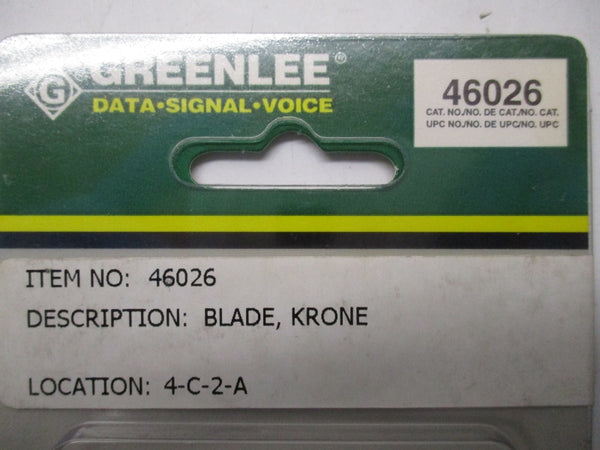 G GREENLEE®
DATA•SIGNAL•VOICE
46026
CAT. NO./NO. DE CAT./NO. CAT.
UPC NO./NO. DE UPC/NO. UPC
ITEM NO: 46026
DESCRIPTION: BLADE, KRONE
LOCATION: 4-C-2-A